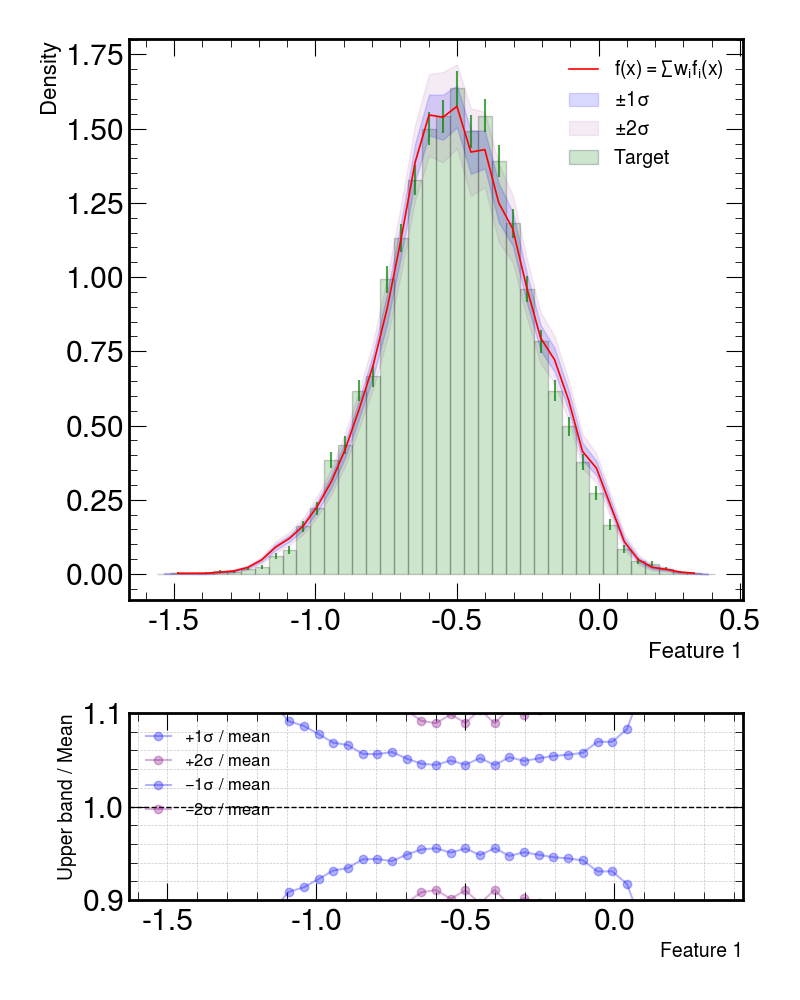 Density
1.75
1.50
1.25
1.00
0.75
0.50
0.25
0.00
f(x) = ∑wᵢfᵢ(x)
±1σ
±2σ
Target
-1.5 -1.0 -0.5 0.0 0.5
Feature 1
Upper band / Mean
1.1
1.0
0.9
+1σ / mean
+2σ / mean
−1σ / mean
−2σ / mean
-1.5 -1.0 -0.5 0.0
Feature 1